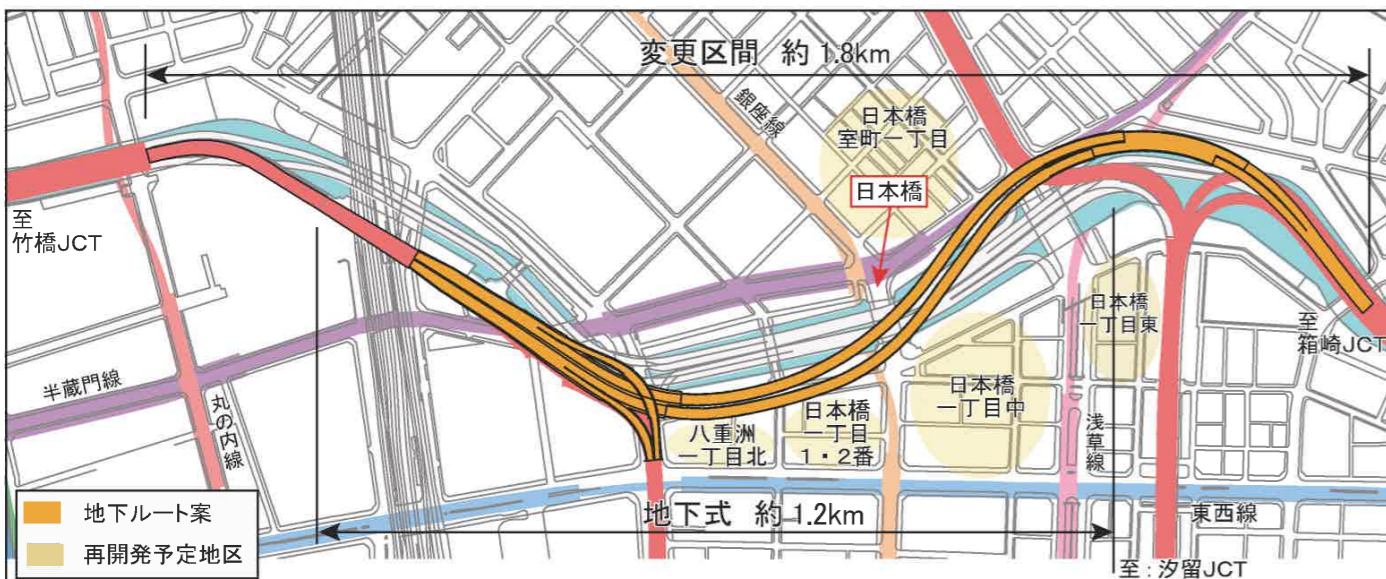 変更区間 約1.8km
銀座線
日本橋
室町一丁目
日本橋
至
竹橋JCT
日本橋
一丁目東
至
箱崎JCT
半蔵門線
丸の内線
日本橋
一丁目中
浅草線
日本橋
一丁目
1・2番
八重洲
一丁目北
地下ルート案
再開発予定地区
地下式 約1.2km
東西線
至:汐留JCT